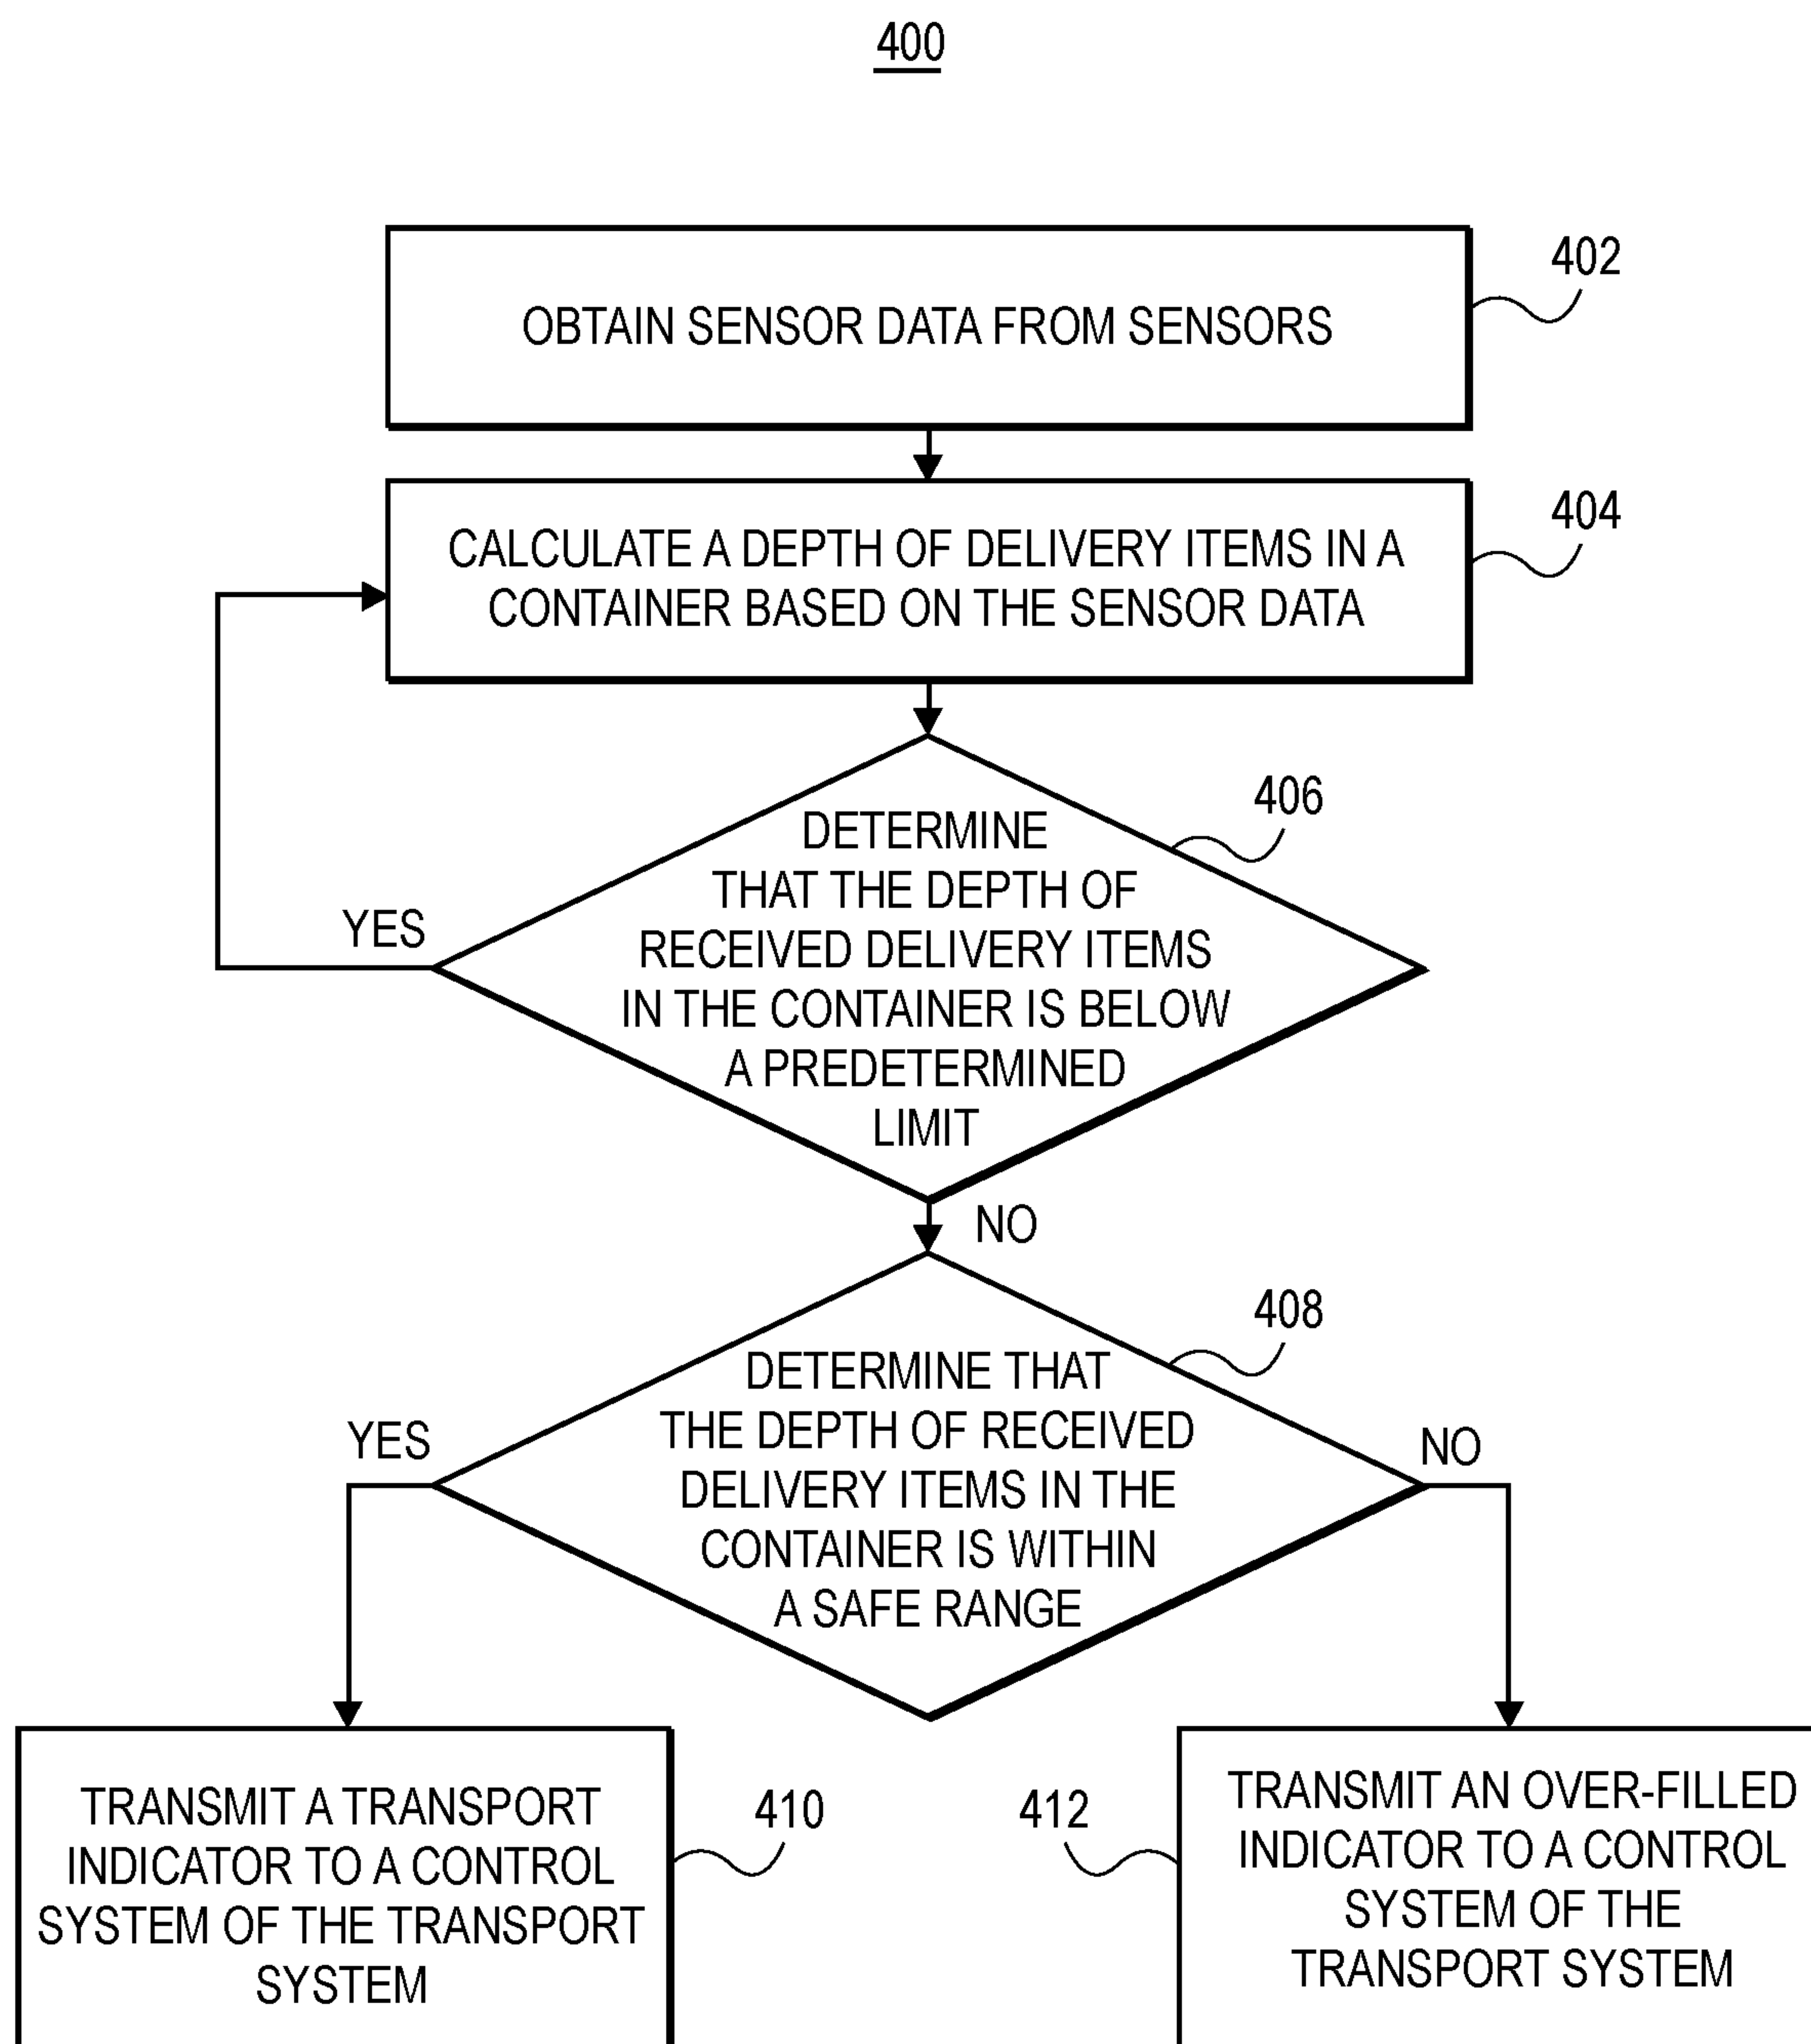 400
402
OBTAIN SENSOR DATA FROM SENSORS
404
CALCULATE A DEPTH OF DELIVERY ITEMS IN A
CONTAINER BASED ON THE SENSOR DATA
406
DETERMINE
THAT THE DEPTH OF
RECEIVED DELIVERY ITEMS
IN THE CONTAINER IS BELOW
A PREDETERMINED
LIMIT
YES
NO
408
DETERMINE THAT
THE DEPTH OF RECEIVED
DELIVERY ITEMS IN THE
CONTAINER IS WITHIN
A SAFE RANGE
YES
NO
TRANSMIT A TRANSPORT
INDICATOR TO A CONTROL
SYSTEM OF THE TRANSPORT
SYSTEM
410
412
TRANSMIT AN OVER-FILLED
INDICATOR TO A CONTROL
SYSTEM OF THE
TRANSPORT SYSTEM